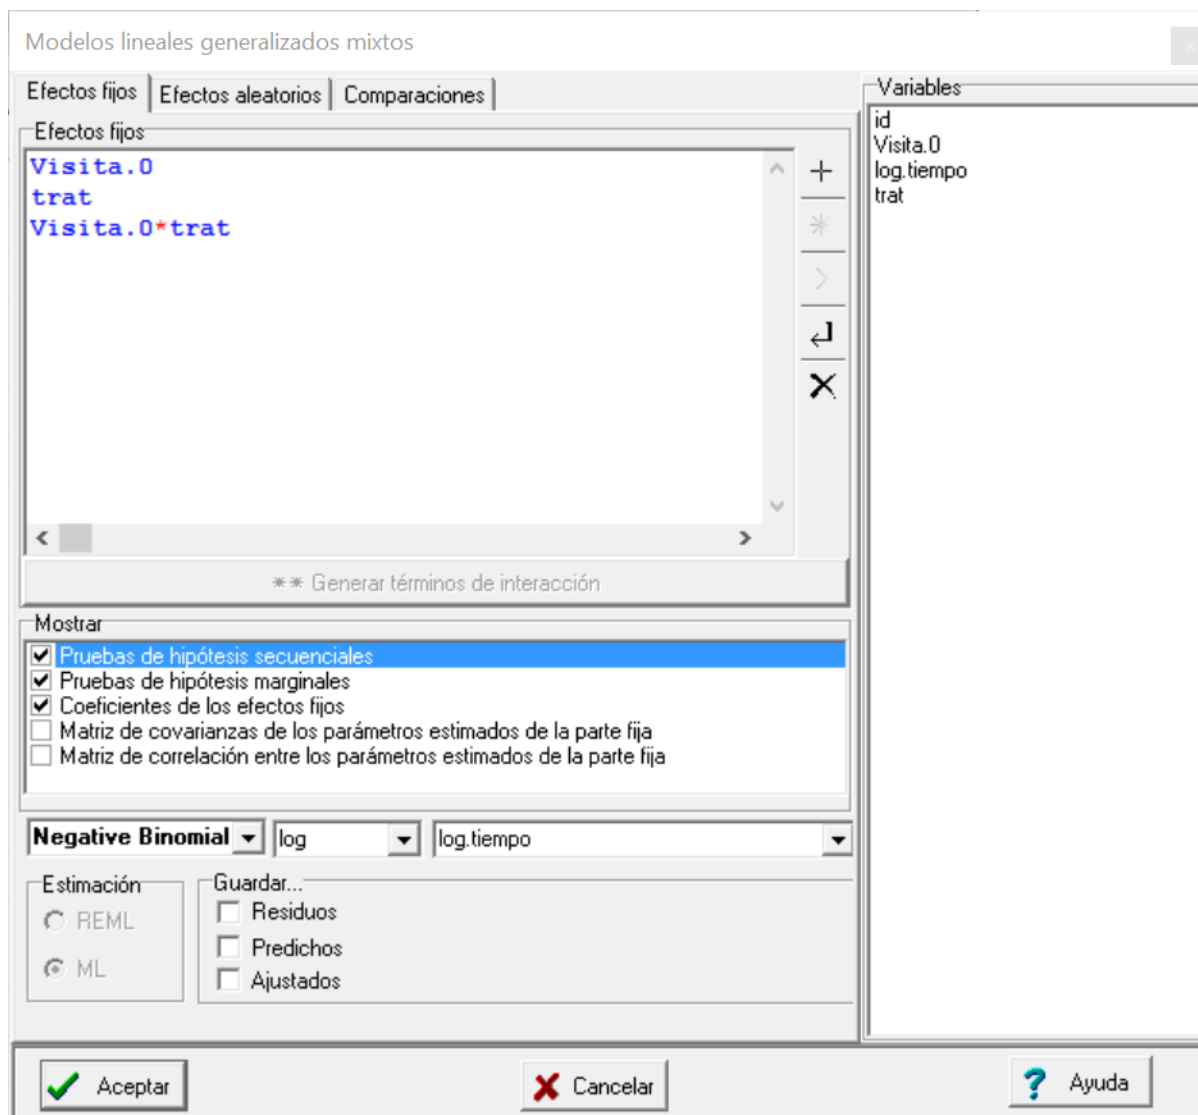 Modelos lineales generalizados mixtos
Efectos fijos
Efectos aleatorios
Comparaciones
Efectos fijos
Visita.0
trat
Visita.0*trat
** Generar términos de interacción
Mostrar
Pruebas de hipótesis secuenciales
Pruebas de hipótesis marginales
Coeficientes de los efectos fijos
Matriz de covarianzas de los parámetros estimados de la parte fija
Matriz de correlación entre los parámetros estimados de la parte fija
Negative Binomial
log
log.tiempo
Estimación
REML
ML
Guardar...
Residuos
Predichos
Ajustados
Variables
id
Visita.0
log.tiempo
trat
Aceptar
Cancelar
? Ayuda